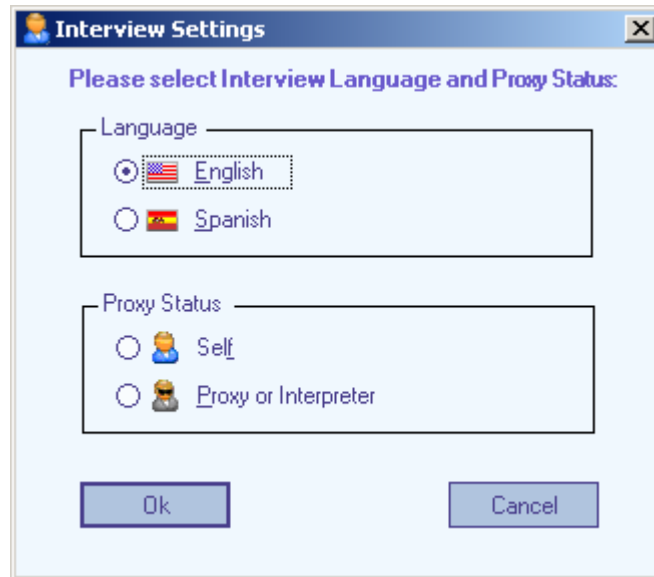 Interview Settings
Please select Interview Language and Proxy Status:
Language
English
Spanish
Proxy Status
Self
Proxy or Interpreter
Ok
Cancel